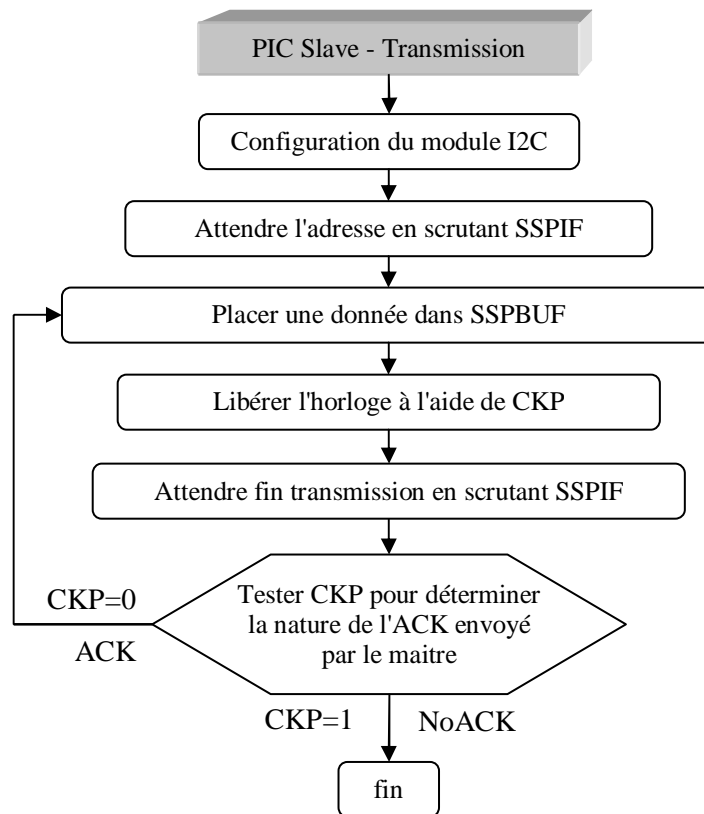 PIC Slave - Transmission
Configuration du module I2C
Attendre l'adresse en scrutant SSPIF
Placer une donnée dans SSPBUF
Libérer l'horloge à l'aide de CKP
Attendre fin transmission en scrutant SSPIF
CKP=0
ACK
Tester CKP pour déterminer
la nature de l'ACK envoyé
par le maitre
CKP=1 NoACK
fin